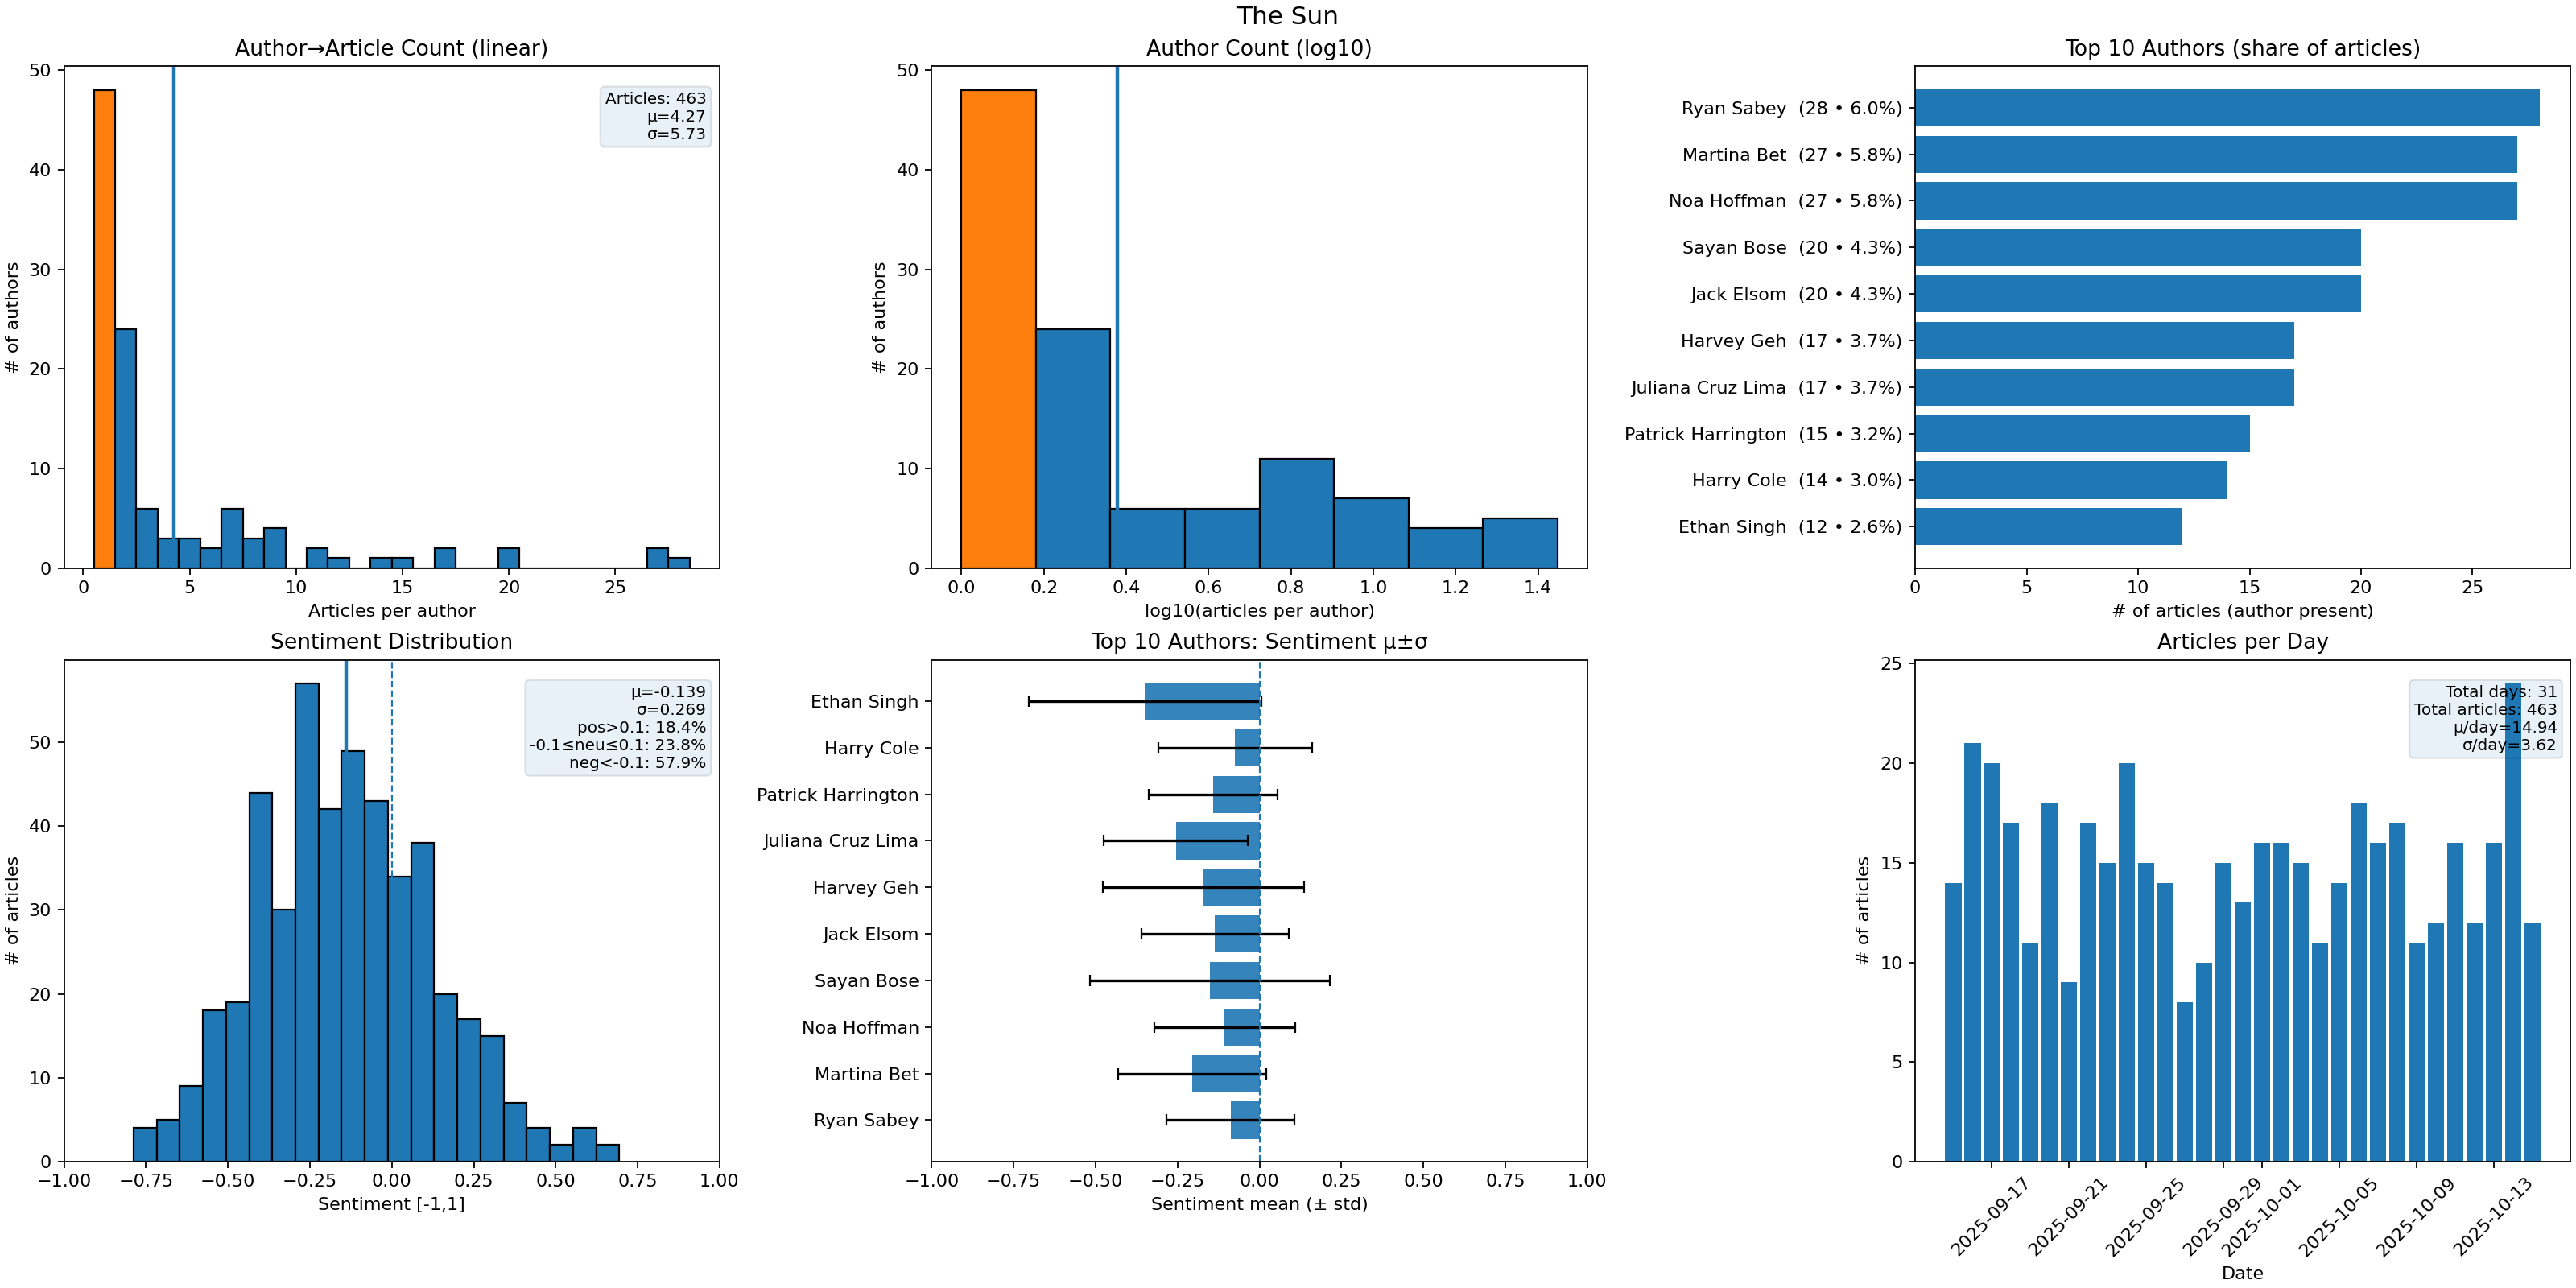 The Sun
Author→Article Count (linear)
50
40
30
20
10
0
# of authors
Articles: 463
μ=4.27
σ=5.73
0 5 10 15 20 25
Articles per author
Author Count (log10)
50
40
30
20
10
0
# of authors
0.0 0.2 0.4 0.6 0.8 1.0 1.2 1.4
log10(articles per author)
Top 10 Authors (share of articles)
Ryan Sabey (28 • 6.0%)
Martina Bet (27 • 5.8%)
Noa Hoffman (27 • 5.8%)
Sayan Bose (20 • 4.3%)
Jack Elsom (20 • 4.3%)
Harvey Geh (17 • 3.7%)
Juliana Cruz Lima (17 • 3.7%)
Patrick Harrington (15 • 3.2%)
Harry Cole (14 • 3.0%)
Ethan Singh (12 • 2.6%)
0 5 10 15 20 25
# of articles (author present)
Sentiment Distribution
50
40
30
20
10
0
# of articles
μ=-0.139
σ=0.269
pos>0.1: 18.4%
-0.1≤neu≤0.1: 23.8%
neg<-0.1: 57.9%
−1.00 −0.75 −0.50 −0.25 0.00 0.25 0.50 0.75 1.00
Sentiment [-1,1]
Top 10 Authors: Sentiment μ±σ
Ethan Singh
Harry Cole
Patrick Harrington
Juliana Cruz Lima
Harvey Geh
Jack Elsom
Sayan Bose
Noa Hoffman
Martina Bet
Ryan Sabey
−1.00 −0.75 −0.50 −0.25 0.00 0.25 0.50 0.75 1.00
Sentiment mean (± std)
Articles per Day
25
20
15
10
5
0
# of articles
Total days: 31
Total articles: 463
μ/day=14.94
σ/day=3.62
2025-09-17
2025-09-21
2025-09-25
2025-09-29
2025-10-01
2025-10-05
2025-10-09
2025-10-13
Date